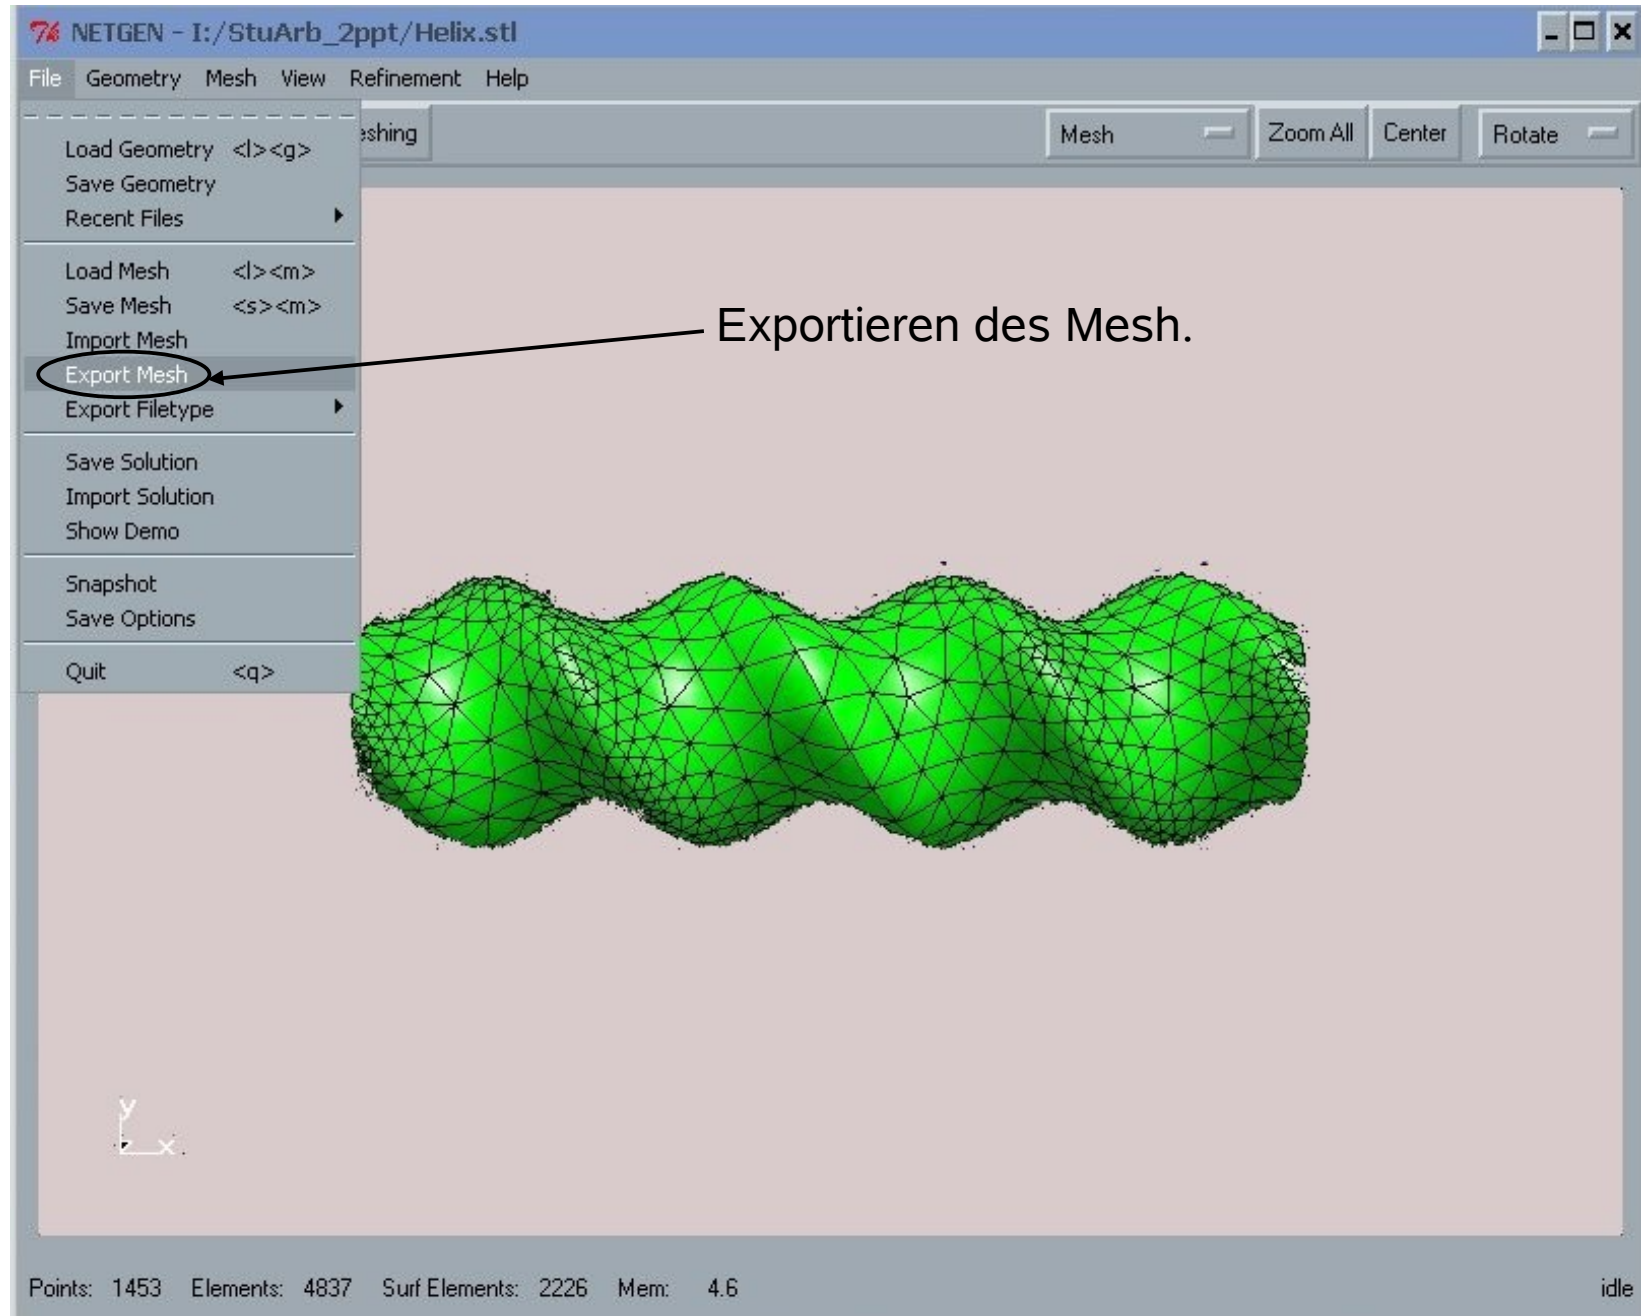 NETGEN - I:/StuArb_2ppt/Helix.stl
File Geometry Mesh View Refinement Help
eshing Mesh Zoom All Center Rotate
Load Geometry <l><g>
Save Geometry
Recent Files
Load Mesh <l><m>
Save Mesh <s><m>
Import Mesh
Export Mesh
Export Filetype
Save Solution
Import Solution
Show Demo
Snapshot
Save Options
Quit <q>
Exportieren des Mesh.
y
z x
Points: 1453 Elements: 4837 Surf Elements: 2226 Mem: 4.6 idle